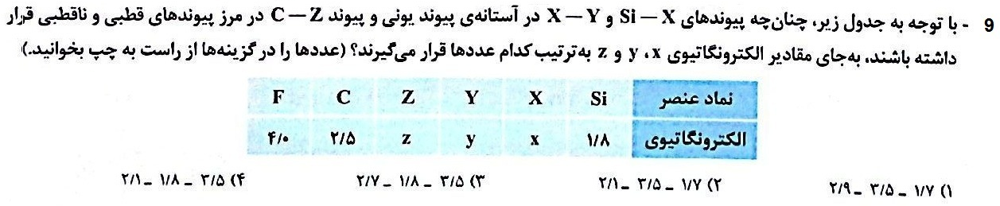 9 - با توجه به جدول زیر، چنان‌چه پیوندهای Si – X و X – Y در آستانه‌ی پیوند یونی و پیوند C – Z در مرز پیوندهای قطبی و ناقطبی قرار
داشته باشند، به‌جای مقادیر الکترونگاتیوی x، y و z به‌ترتیب کدام عددها قرار می‌گیرند؟ (عددها را در گزینه‌ها از راست به چپ بخوانید.)
نماد عنصر Si X Y Z C F
الکترونگاتیوی ۱/۸ x y z ۲/۵ ۴/۰
۱) ۱/۷ – ۳/۵ – ۲/۹ ۲) ۱/۷ – ۳/۵ – ۲/۱ ۳) ۳/۵ – ۱/۸ – ۲/۷ ۴) ۳/۵ – ۱/۸ – ۲/۱